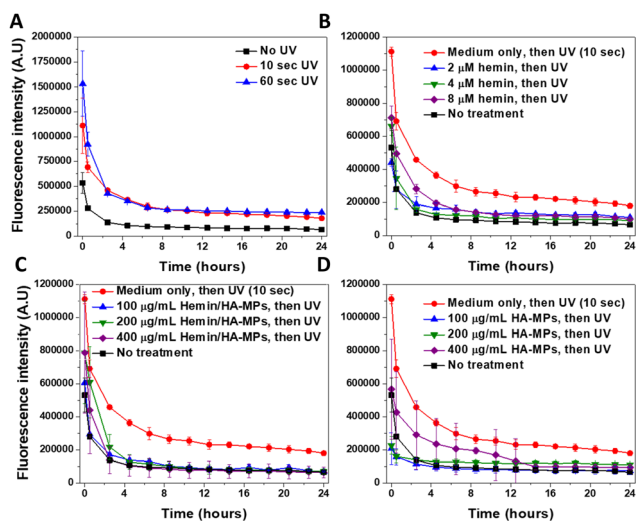 A
2000000
1750000
1500000
1250000
1000000
750000
500000
250000
0
Fluorescence intensity (A.U)
No UV
10 sec UV
60 sec UV
0 4 8 12 16 20 24
Time (hours)
B
1200000
1000000
800000
600000
400000
200000
0
Medium only, then UV (10 sec)
2 μM hemin, then UV
4 μM hemin, then UV
8 μM hemin, then UV
No treatment
0 4 8 12 16 20 24
Time (hours)
C
1200000
1000000
800000
600000
400000
200000
0
Fluorescence intensity (A.U)
Medium only, then UV (10 sec)
100 μg/mL Hemin/HA-MPs, then UV
200 μg/mL Hemin/HA-MPs, then UV
400 μg/mL Hemin/HA-MPs, then UV
No treatment
0 4 8 12 16 20 24
Time (hours)
D
1200000
1000000
800000
600000
400000
200000
0
Medium only, then UV (10 sec)
100 μg/mL HA-MPs, then UV
200 μg/mL HA-MPs, then UV
400 μg/mL HA-MPs, then UV
No treatment
0 4 8 12 16 20 24
Time (hours)